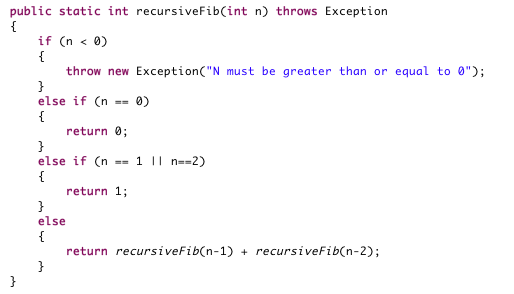 public static int recursiveFib(int n) throws Exception
{
    if (n < 0)
    {
        throw new Exception("N must be greater than or equal to 0");
    }
    else if (n == 0)
    {
        return 0;
    }
    else if (n == 1 || n==2)
    {
        return 1;
    }
    else
    {
        return recursiveFib(n-1) + recursiveFib(n-2);
    }
}